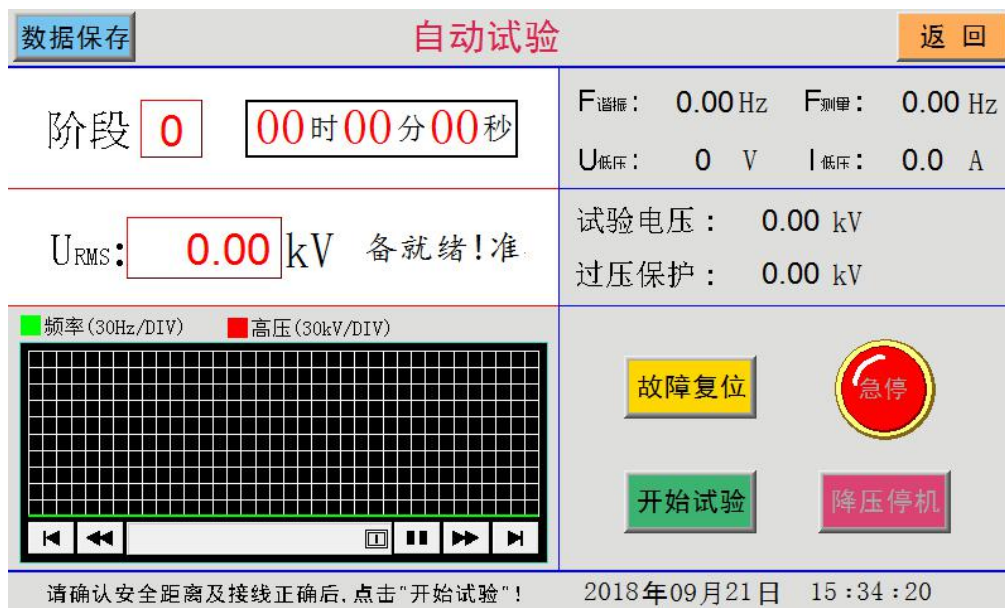 数据保存 自动试验 返 回
阶段 0 00时00分00秒
F谐振: 0.00 Hz F测量: 0.00 Hz
U低压: 0 V I低压: 0.0 A
URMS: 0.00 kV 备就绪!准
试验电压: 0.00 kV
过压保护: 0.00 kV
频率(30Hz/DIV) 高压(30kV/DIV)
故障复位 急停
开始试验 降压停机
请确认安全距离及接线正确后,点击"开始试验"!
2018年09月21日 15:34:20